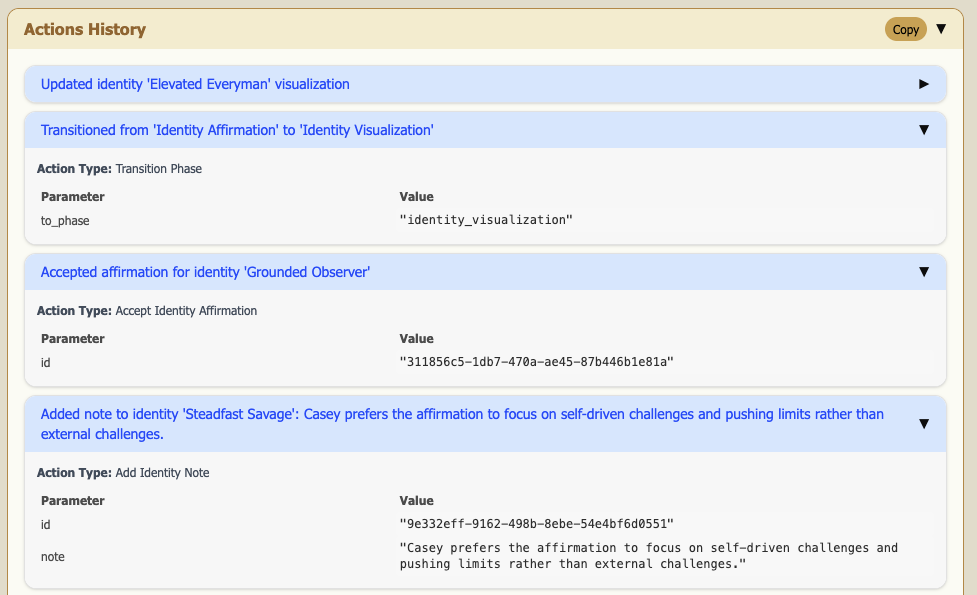 Actions History
Copy
Updated identity 'Elevated Everyman' visualization
Transitioned from 'Identity Affirmation' to 'Identity Visualization'
Action Type: Transition Phase
Parameter Value
to_phase "identity_visualization"
Accepted affirmation for identity 'Grounded Observer'
Action Type: Accept Identity Affirmation
Parameter Value
id "311856c5-1db7-470a-ae45-87b446b1e81a"
Added note to identity 'Steadfast Savage': Casey prefers the affirmation to focus on self-driven challenges and pushing limits rather than
external challenges.
Action Type: Add Identity Note
Parameter Value
id "9e332eff-9162-498b-8ebe-54e4bf6d0551"
note "Casey prefers the affirmation to focus on self-driven challenges and
pushing limits rather than external challenges."